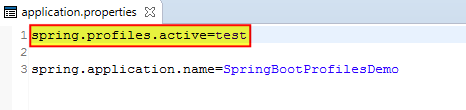 application.properties
1 spring.profiles.active=test
2
3 spring.application.name=SpringBootProfilesDemo